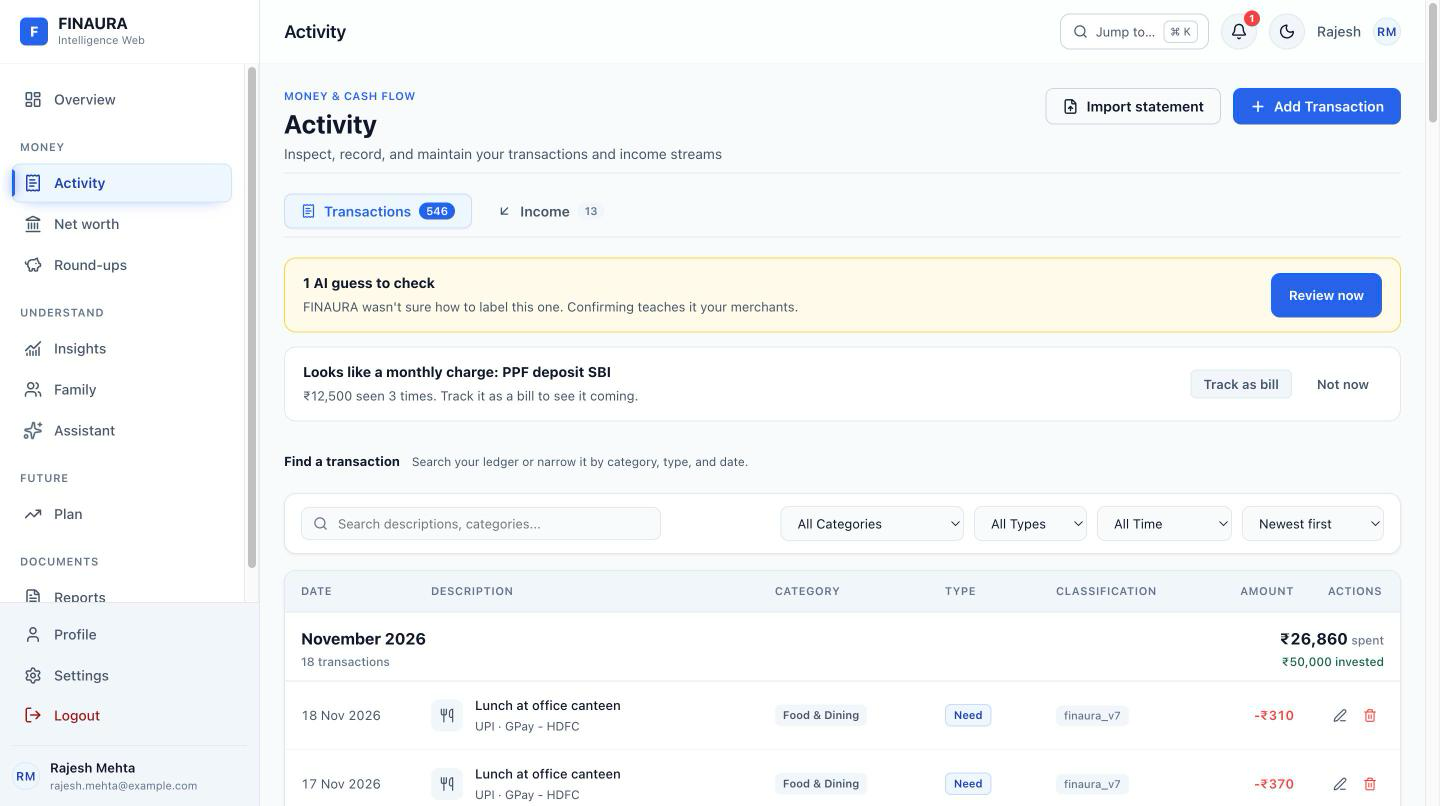 F
FINAURA
Intelligence Web
Overview
MONEY
Activity
Net worth
Round-ups
UNDERSTAND
Insights
Family
Assistant
FUTURE
Plan
DOCUMENTS
Reports
Profile
Settings
Logout
RM
Rajesh Mehta
rajesh.mehta@example.com
Activity
Jump to... ⌘ K
1
Rajesh
RM
MONEY & CASH FLOW
Activity
Inspect, record, and maintain your transactions and income streams
Import statement
Add Transaction
Transactions 546
Income 13
1 AI guess to check
FINAURA wasn't sure how to label this one. Confirming teaches it your merchants.
Review now
Looks like a monthly charge: PPF deposit SBI
₹12,500 seen 3 times. Track it as a bill to see it coming.
Track as bill
Not now
Find a transaction Search your ledger or narrow it by category, type, and date.
Search descriptions, categories...
All Categories
All Types
All Time
Newest first
DATE DESCRIPTION CATEGORY TYPE CLASSIFICATION AMOUNT ACTIONS
November 2026 ₹26,860 spent
18 transactions ₹50,000 invested
18 Nov 2026 Lunch at office canteen Food & Dining Need finaura_v7 -₹310
UPI · GPay - HDFC
17 Nov 2026 Lunch at office canteen Food & Dining Need finaura_v7 -₹370
UPI · GPay - HDFC